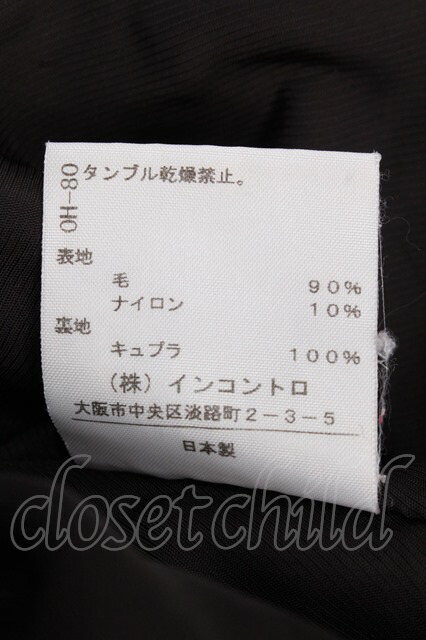 OH-80
タンブル乾燥禁止。
表地
毛 90%
ナイロン 10%
裏地
キュプラ 100%
(株)インコントロ
大阪市中央区淡路町2-3-5
日本製
closetchild